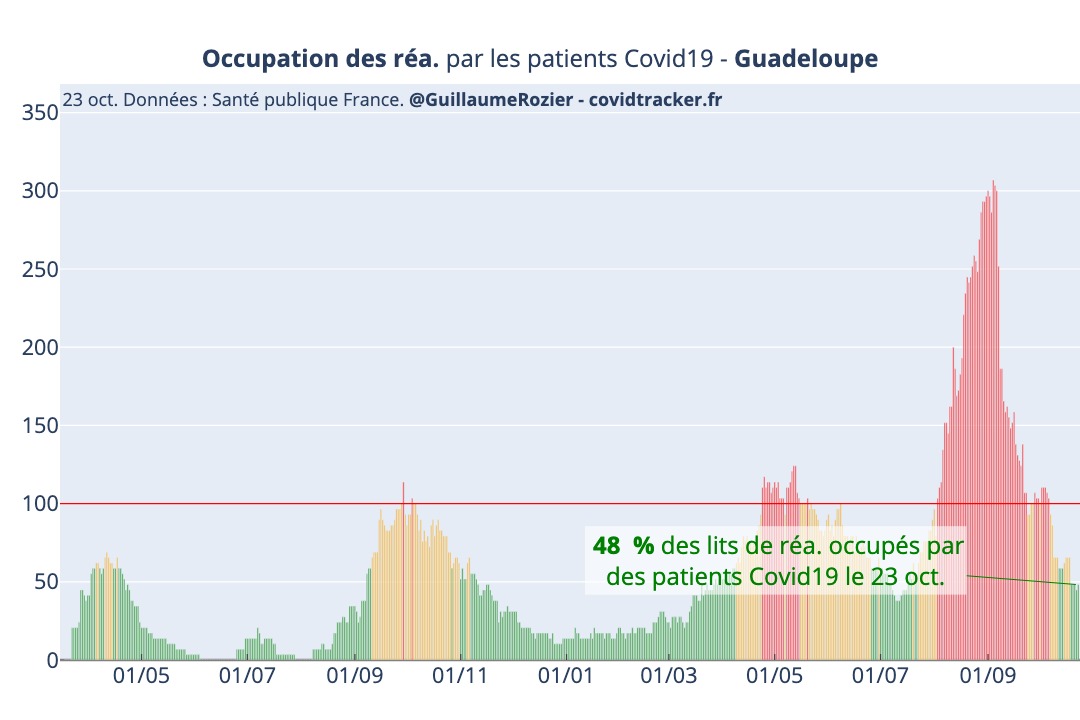 Occupation des réa. par les patients Covid19 - Guadeloupe
23 oct. Données : Santé publique France. @GuillaumeRozier - covidtracker.fr
350
300
250
200
150
100
50
0
48 % des lits de réa. occupés par
des patients Covid19 le 23 oct.
01/05 01/07 01/09 01/11 01/01 01/03 01/05 01/07 01/09